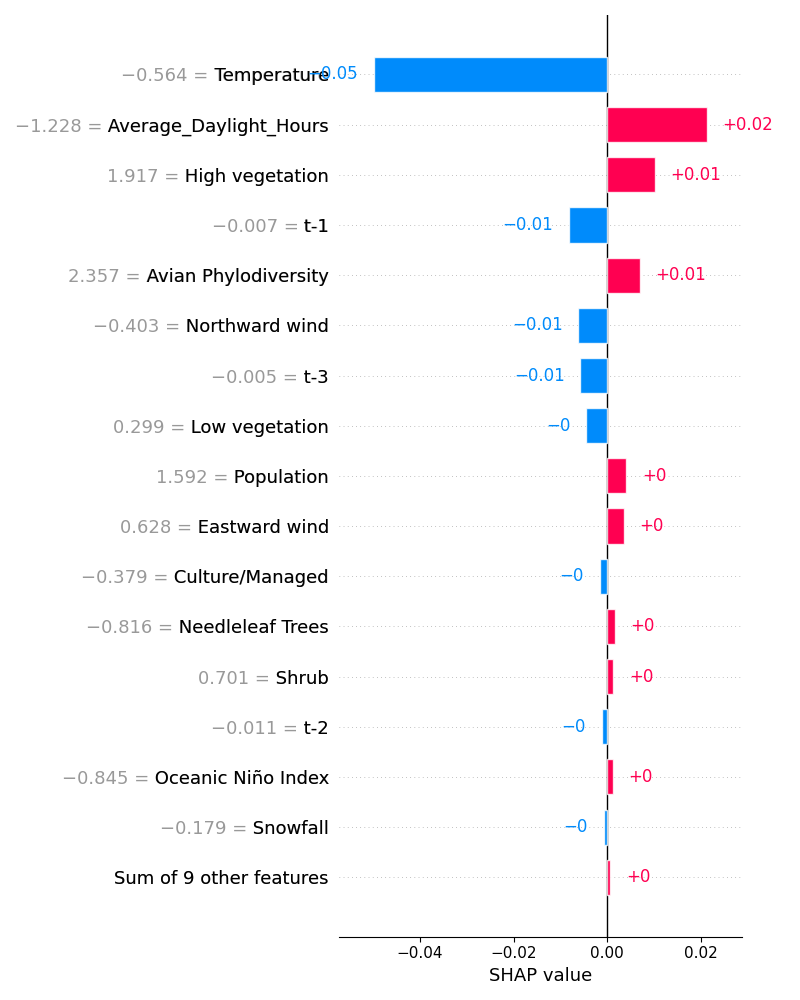 −0.564 = Temperature −0.05
−1.228 = Average_Daylight_Hours +0.02
1.917 = High vegetation +0.01
−0.007 = t-1 −0.01
2.357 = Avian Phylodiversity +0.01
−0.403 = Northward wind −0.01
−0.005 = t-3 −0.01
0.299 = Low vegetation −0
1.592 = Population +0
0.628 = Eastward wind +0
−0.379 = Culture/Managed −0
−0.816 = Needleleaf Trees +0
0.701 = Shrub +0
−0.011 = t-2 −0
−0.845 = Oceanic Niño Index +0
−0.179 = Snowfall −0
Sum of 9 other features +0
−0.04 −0.02 0.00 0.02
SHAP value